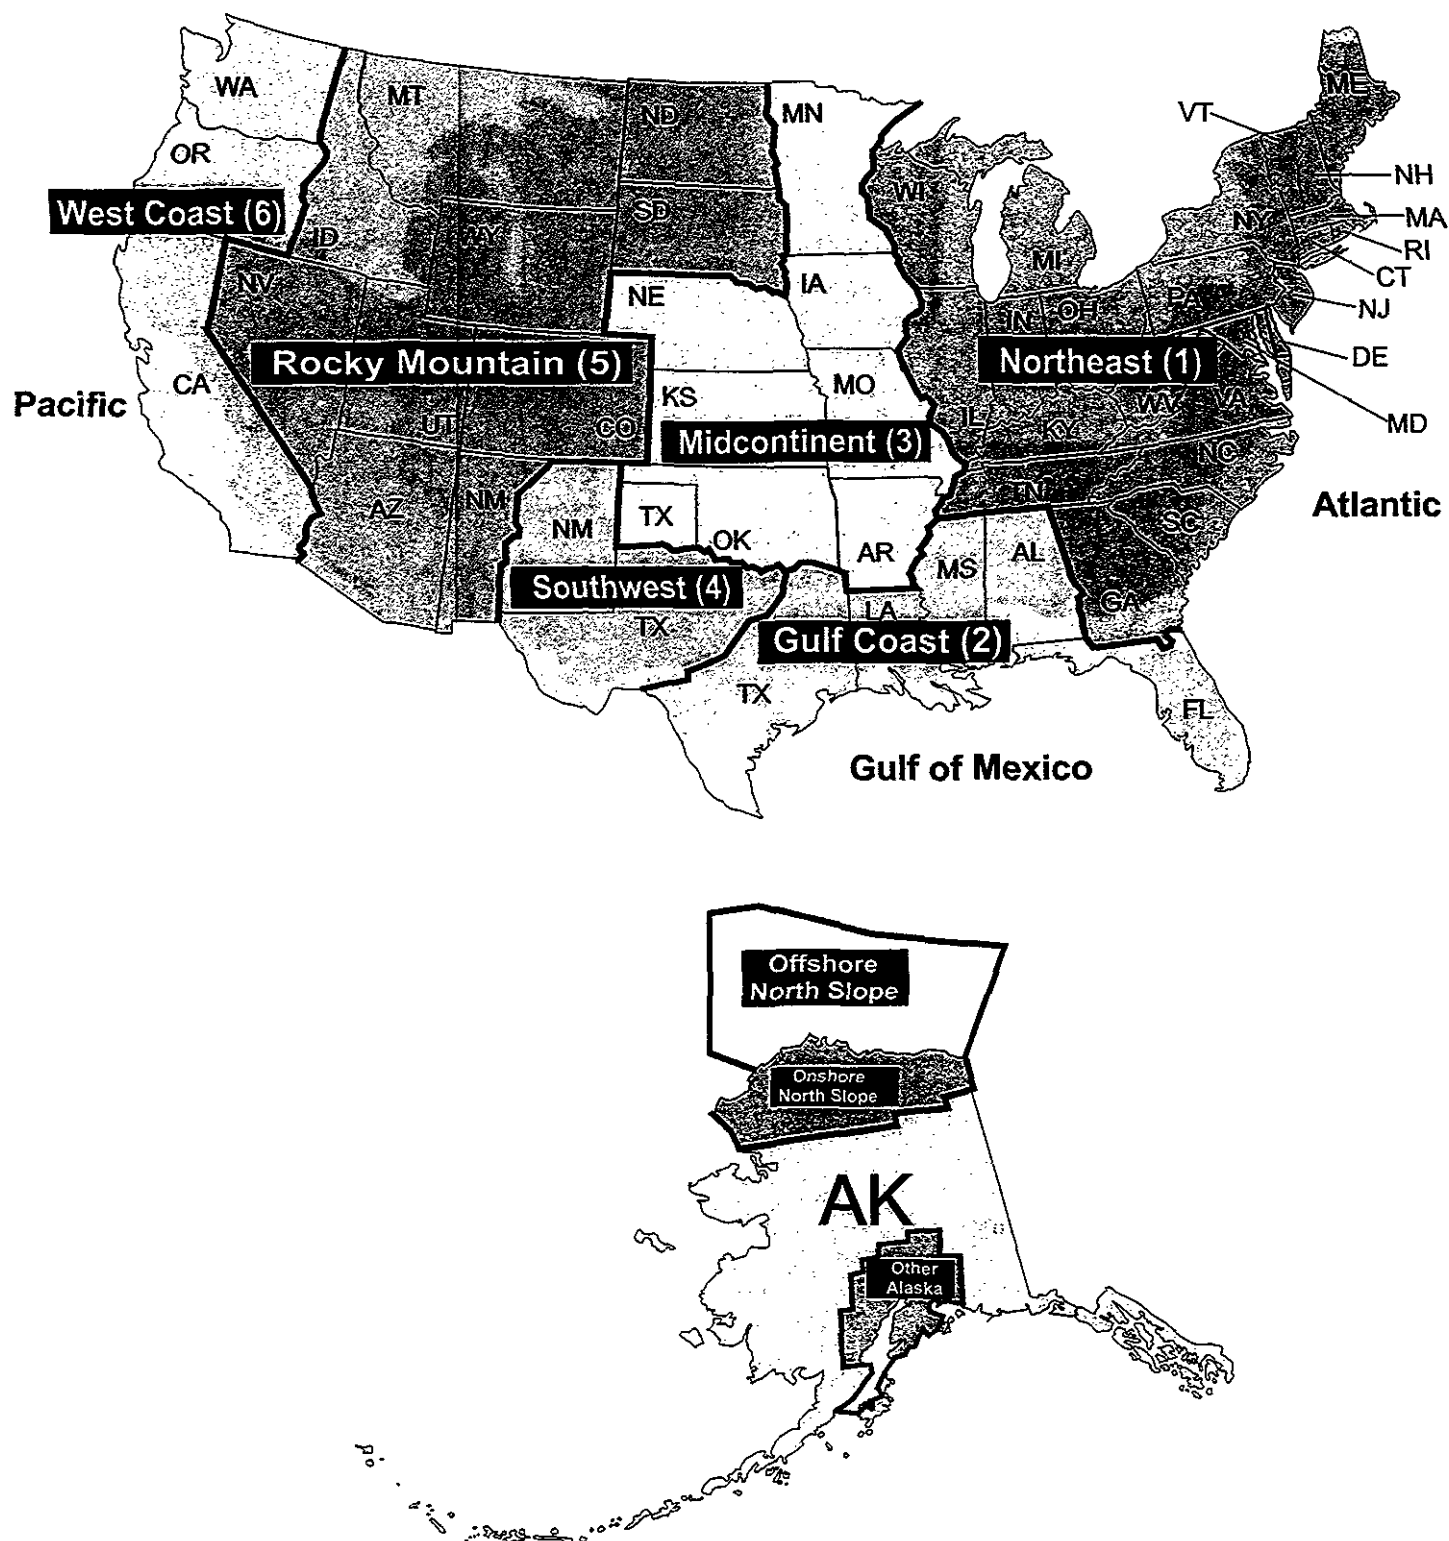 WA
MT
ND
MN
ME
VT
OR
NH
WI
West Coast (6)
SD
NY
MA
ID
WY
RI
MI
CT
NV
NE
IA
PA
NJ
IN
OH
Rocky Mountain (5)
Northeast (1)
DE
CA
KS
MO
Pacific
WV
VA
MD
UT
CO
IL
KY
Midcontinent (3)
NC
TN
NM
AZ
Atlantic
TX
SC
NM
OK
AR
MS
AL
Southwest (4)
GA
LA
TX
Gulf Coast (2)
TX
FL
Gulf of Mexico
Offshore
North Slope
Onshore
North Slope
AK
Other
Alaska